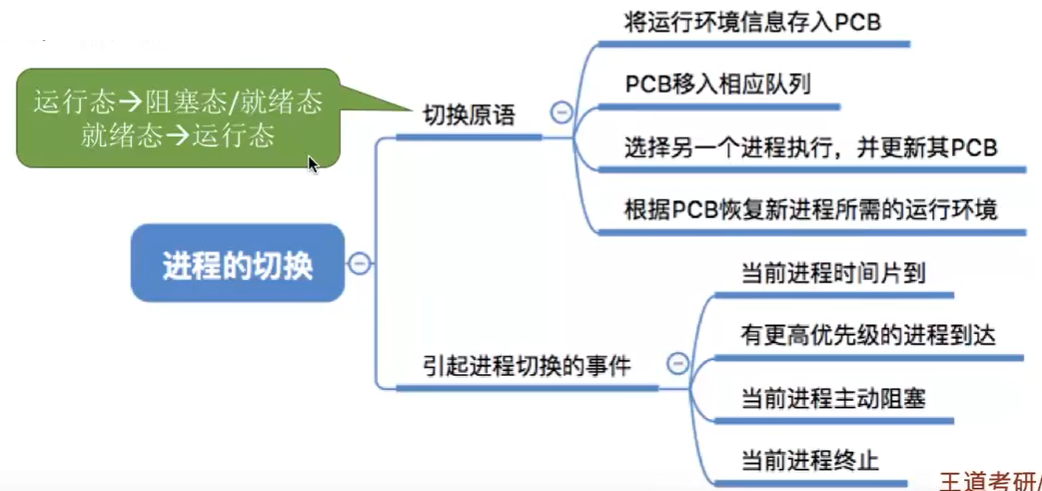 将运行环境信息存入PCB
PCB移入相应队列
运行态→阻塞态/就绪态
就绪态→运行态
切换原语
选择另一个进程执行，并更新其PCB
根据PCB恢复新进程所需的运行环境
进程的切换
当前进程时间片到
有更高优先级的进程到达
引起进程切换的事件
当前进程主动阻塞
当前进程终止
王道考研/